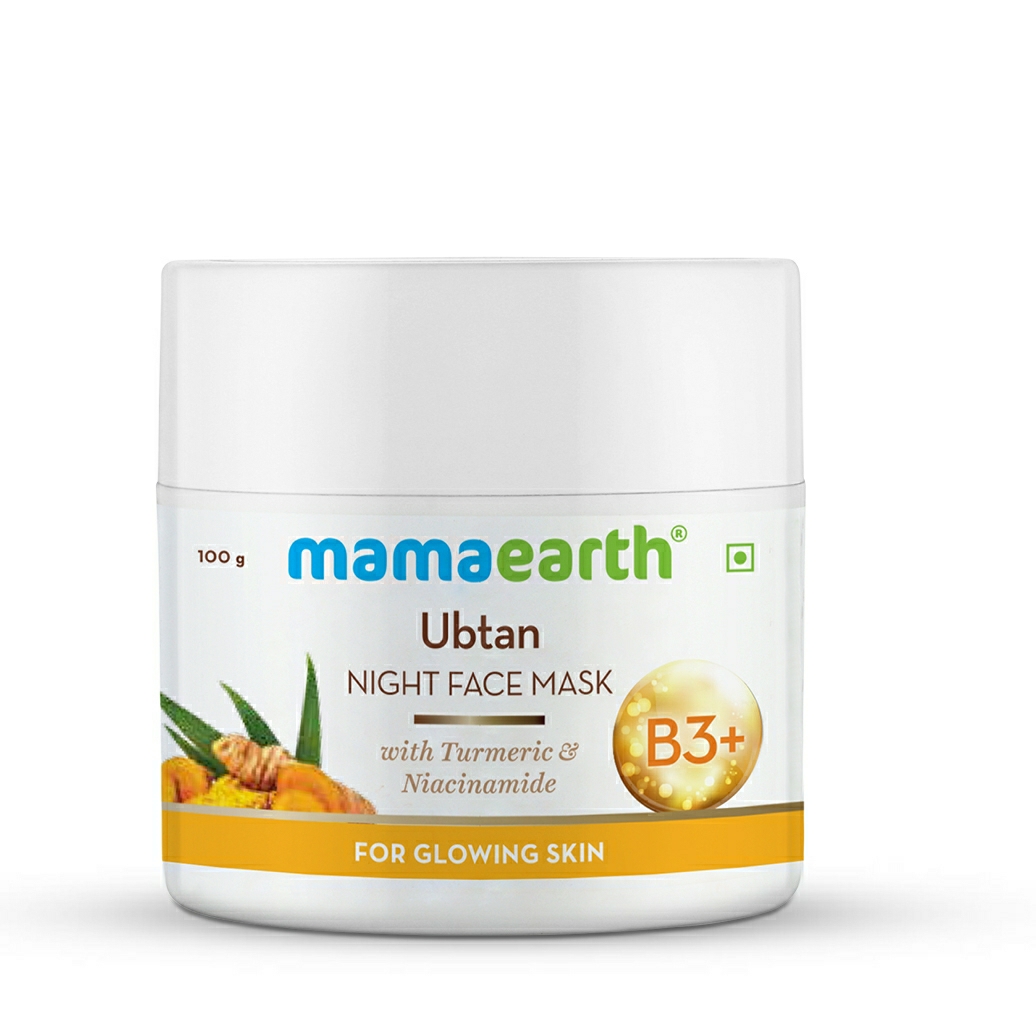 100 g
mamaearth®
Ubtan
NIGHT FACE MASK
with Turmeric &
Niacinamide
B3+
FOR GLOWING SKIN